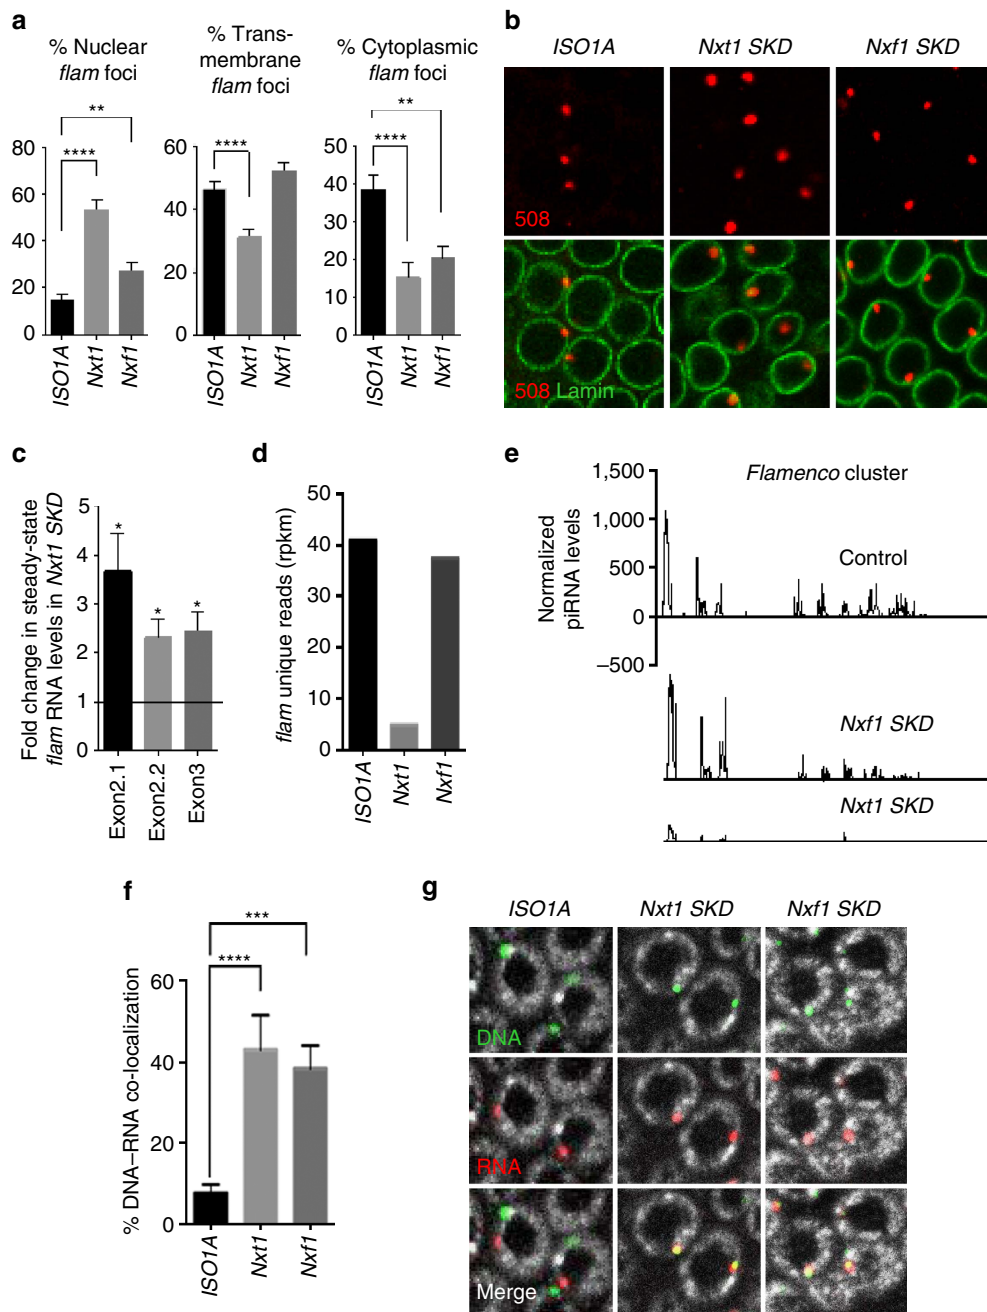 a
% Nuclear
flam foci
**
****
80
60
40
20
0
ISO1A
Nxt1
Nxf1
% Trans-
membrane
flam foci
****
60
40
20
0
ISO1A
Nxt1
Nxf1
% Cytoplasmic
flam foci
**
****
50
40
30
20
10
0
ISO1A
Nxt1
Nxf1
b
ISO1A
Nxt1 SKD
Nxf1 SKD
508
508 Lamin
c
Fold change in steady-state
flam RNA levels in Nxt1 SKD
5
4
3
2
1
0
*
*
*
Exon2.1
Exon2.2
Exon3
d
flam unique reads (rpkm)
50
40
30
20
10
0
ISO1A
Nxt1
Nxf1
e
Normalized
piRNA levels
1,500
1,000
500
0
−500
Flamenco cluster
Control
Nxf1 SKD
Nxt1 SKD
f
% DNA–RNA co-localization
***
****
60
40
20
0
ISO1A
Nxt1
Nxf1
g
ISO1A
Nxt1 SKD
Nxf1 SKD
DNA
RNA
Merge